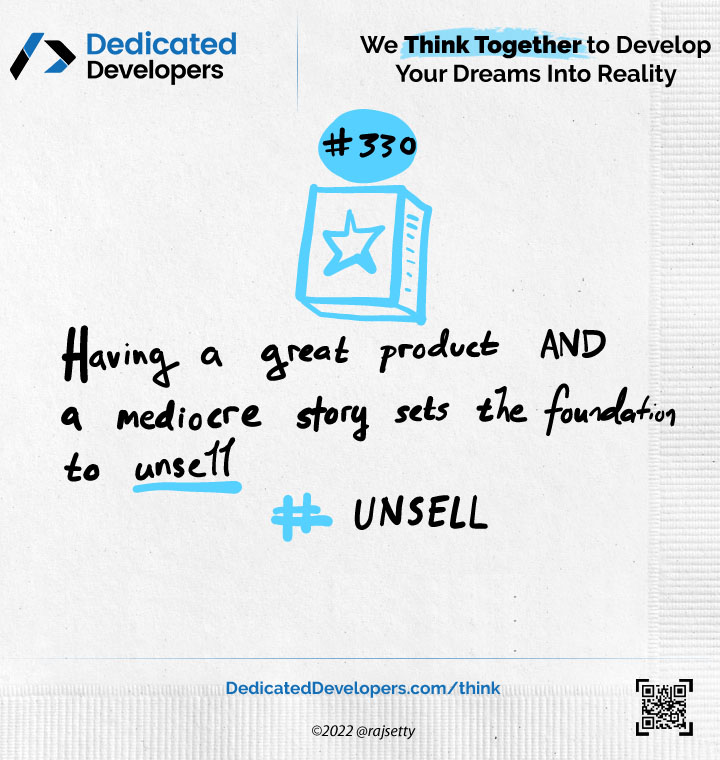 Dedicated
Developers
We Think Together to Develop
Your Dreams Into Reality
#330
Having a great product AND
a mediocre story sets the foundation
to unsell
# UNSELL
DedicatedDevelopers.com/think
©2022 @rajsetty